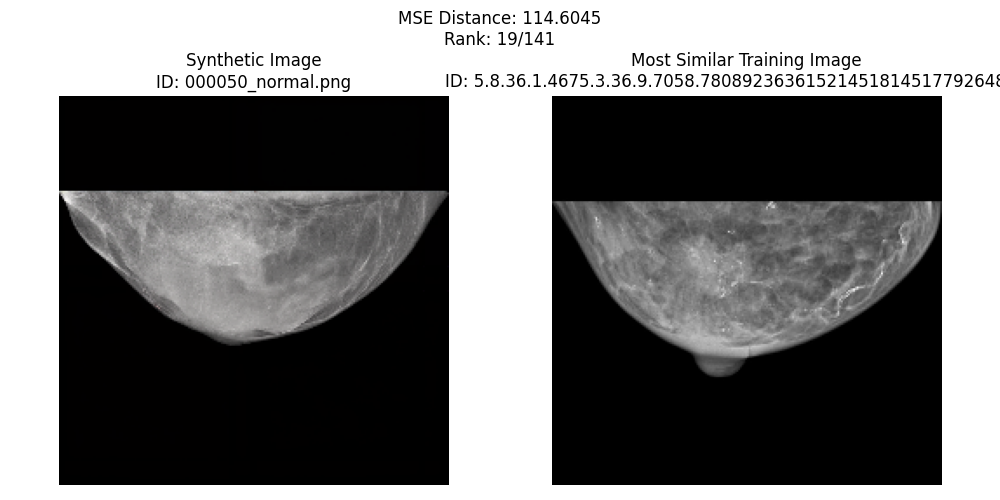 MSE Distance: 114.6045
Rank: 19/141
Synthetic Image
ID: 000050_normal.png
Most Similar Training Image
ID: 5.8.36.1.4675.3.36.9.7058.78089236361521451814517792648